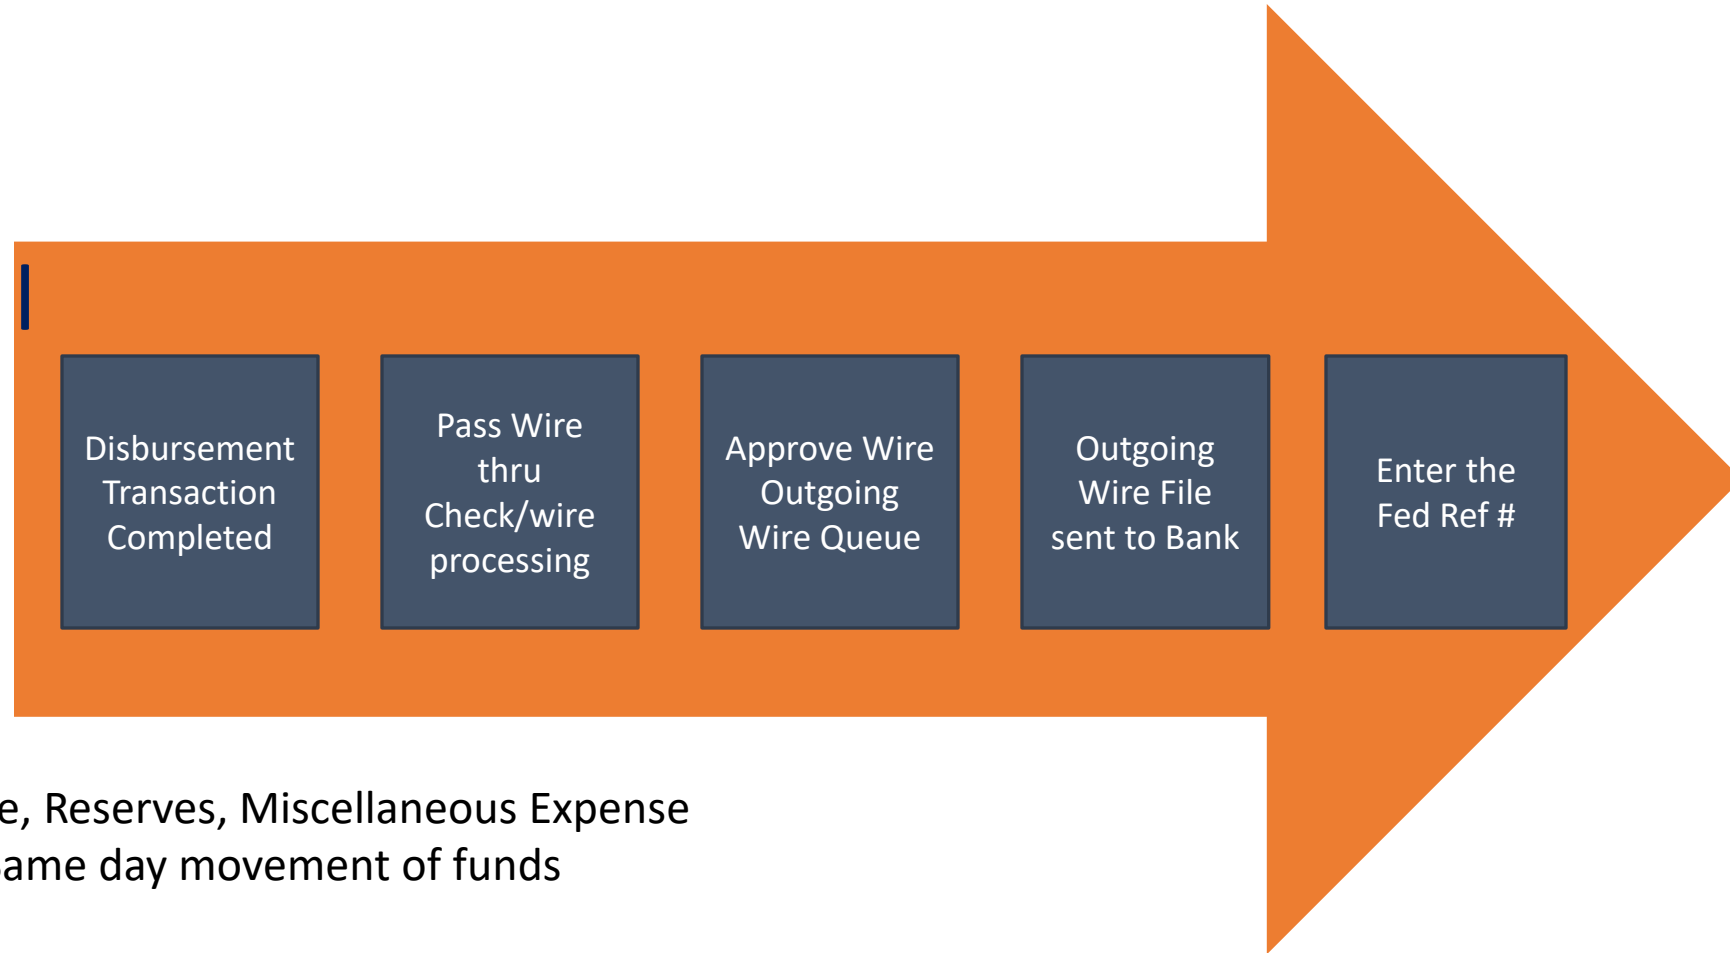 Disbursement
Transaction
Completed
Pass Wire
thru
Check/wire
processing
Approve Wire
Outgoing
Wire Queue
Outgoing
Wire File
sent to Bank
Enter the
Fed Ref #
Reserves, Miscellaneous Expense
same day movement of funds